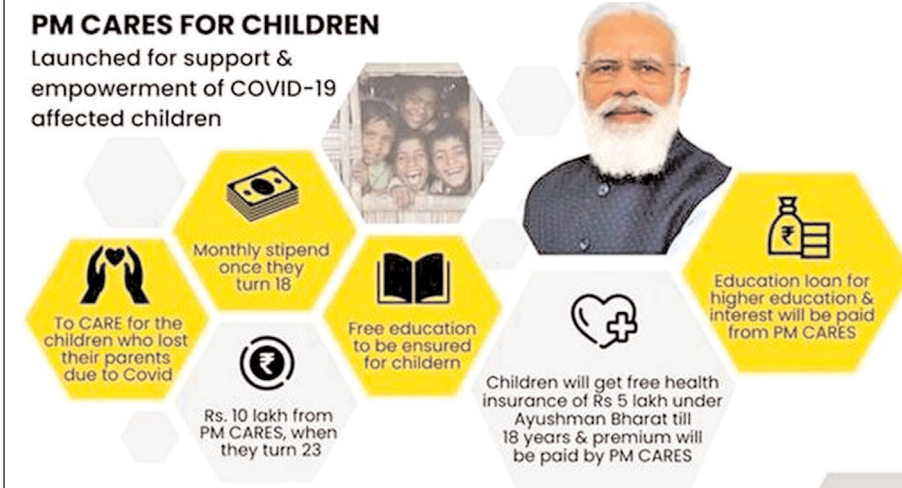 PM CARES FOR CHILDREN
Launched for support &
empowerment of COVID-19
affected children
To CARE for the
children who lost
their parents
due to Covid
Monthly stipend
once they
turn 18
Rs. 10 lakh from
PM CARES, when
they turn 23
Free education
to be ensured
for childern
Children will get free health
insurance of Rs 5 lakh under
Ayushman Bharat till
18 years & premium will
be paid by PM CARES
Education loan for
higher education &
interest will be paid
from PM CARES